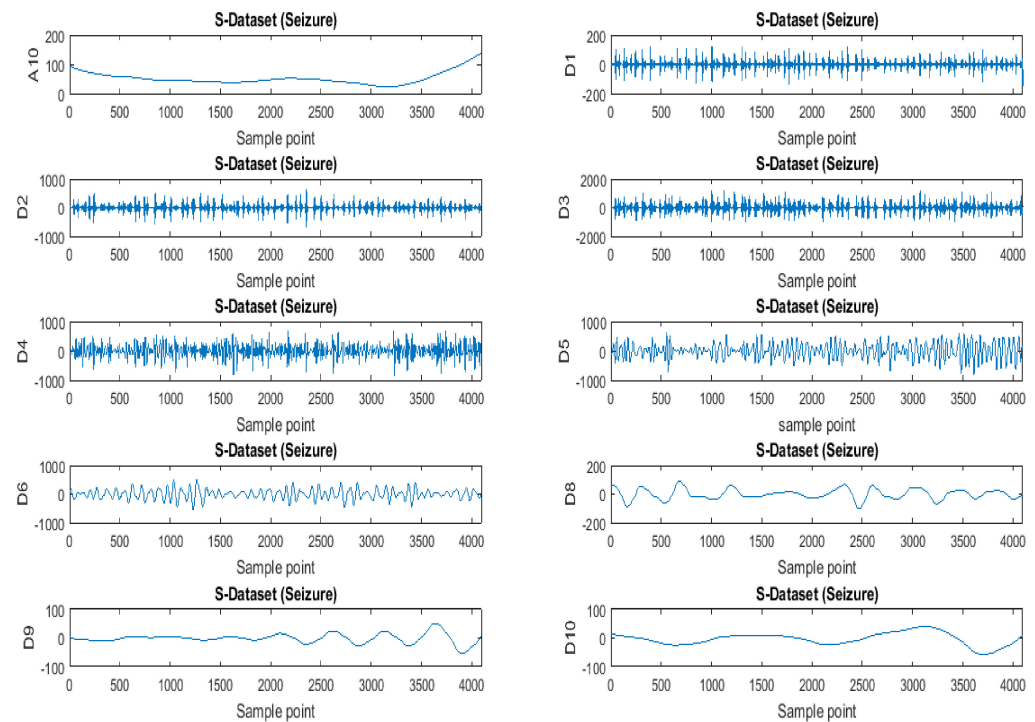 S-Dataset (Seizure)
200
100
0
A10
0 500 1000 1500 2000 2500 3000 3500 4000
Sample point
S-Dataset (Seizure)
200
0
-200
D1
0 500 1000 1500 2000 2500 3000 3500 4000
Sample point
S-Dataset (Seizure)
1000
0
-1000
D2
0 500 1000 1500 2000 2500 3000 3500 4000
Sample point
S-Dataset (Seizure)
2000
0
-2000
D3
0 500 1000 1500 2000 2500 3000 3500 4000
Sample point
S-Dataset (Seizure)
1000
0
-1000
D4
0 500 1000 1500 2000 2500 3000 3500 4000
Sample point
S-Dataset (Seizure)
1000
0
-1000
D5
0 500 1000 1500 2000 2500 3000 3500 4000
sample point
S-Dataset (Seizure)
1000
0
-1000
D6
0 500 1000 1500 2000 2500 3000 3500 4000
Sample point
S-Dataset (Seizure)
200
0
-200
D8
0 500 1000 1500 2000 2500 3000 3500 4000
Sample point
S-Dataset (Seizure)
100
0
-100
D9
0 500 1000 1500 2000 2500 3000 3500 4000
Sample point
S-Dataset (Seizure)
100
0
-100
D10
0 500 1000 1500 2000 2500 3000 3500 4000
Sample point